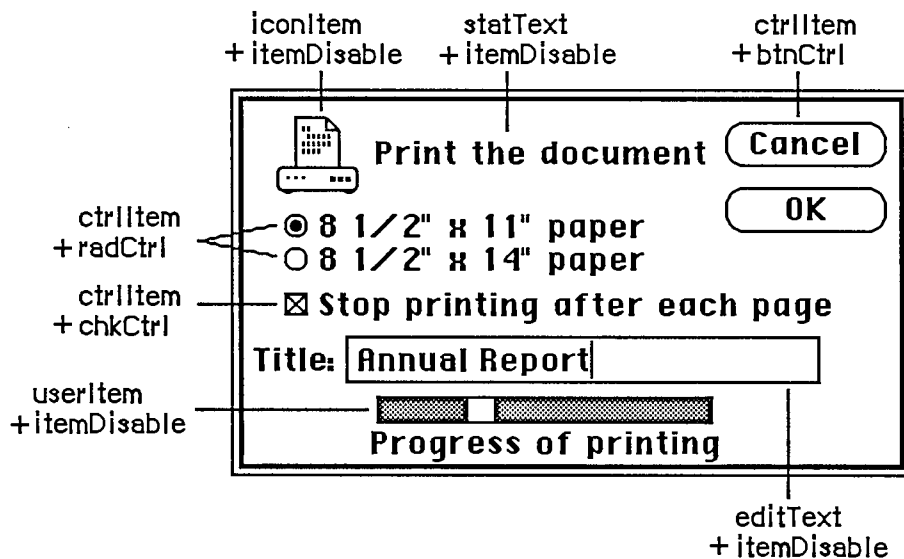 iconItem
+ itemDisable
statText
+ itemDisable
ctrlItem
+ btnCtrl
Print the document
Cancel
OK
ctrlItem
+ radCtrl
8 1/2" x 11" paper
8 1/2" x 14" paper
ctrlItem
+ chkCtrl
Stop printing after each page
Title: Annual Report
userItem
+ itemDisable
Progress of printing
editText
+ itemDisable